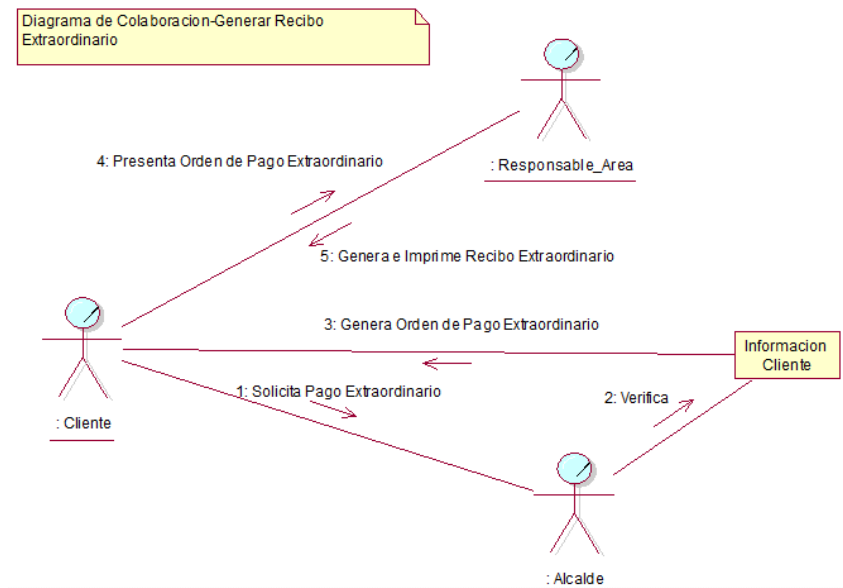 Diagrama de Colaboracion-Generar Recibo
Extraordinario
4: Presenta Orden de Pago Extraordinario
: Responsable_Area
5: Genera e Imprime Recibo Extraordinario
3: Genera Orden de Pago Extraordinario
Informacion
Cliente
1: Solicita Pago Extraordinario
2: Verifica
: Cliente
: Alcalde